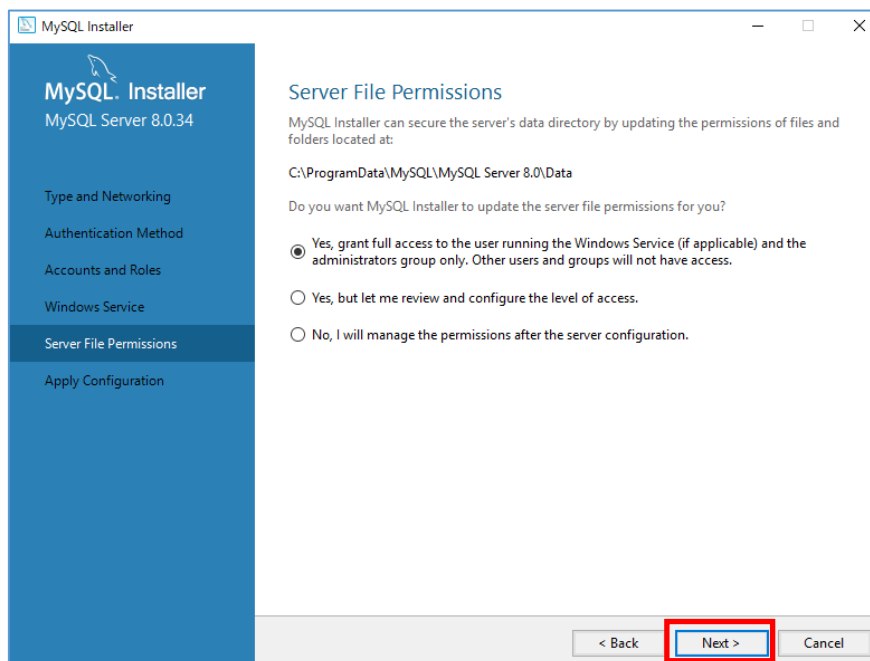 MySQL Installer
MySQL. Installer
MySQL Server 8.0.34
Type and Networking
Authentication Method
Accounts and Roles
Windows Service
Server File Permissions
Apply Configuration
Server File Permissions
MySQL Installer can secure the server's data directory by updating the permissions of files and
folders located at:
C:\ProgramData\MySQL\MySQL Server 8.0\Data
Do you want MySQL Installer to update the server file permissions for you?
Yes, grant full access to the user running the Windows Service (if applicable) and the
administrators group only. Other users and groups will not have access.
Yes, but let me review and configure the level of access.
No, I will manage the permissions after the server configuration.
< Back
Next >
Cancel